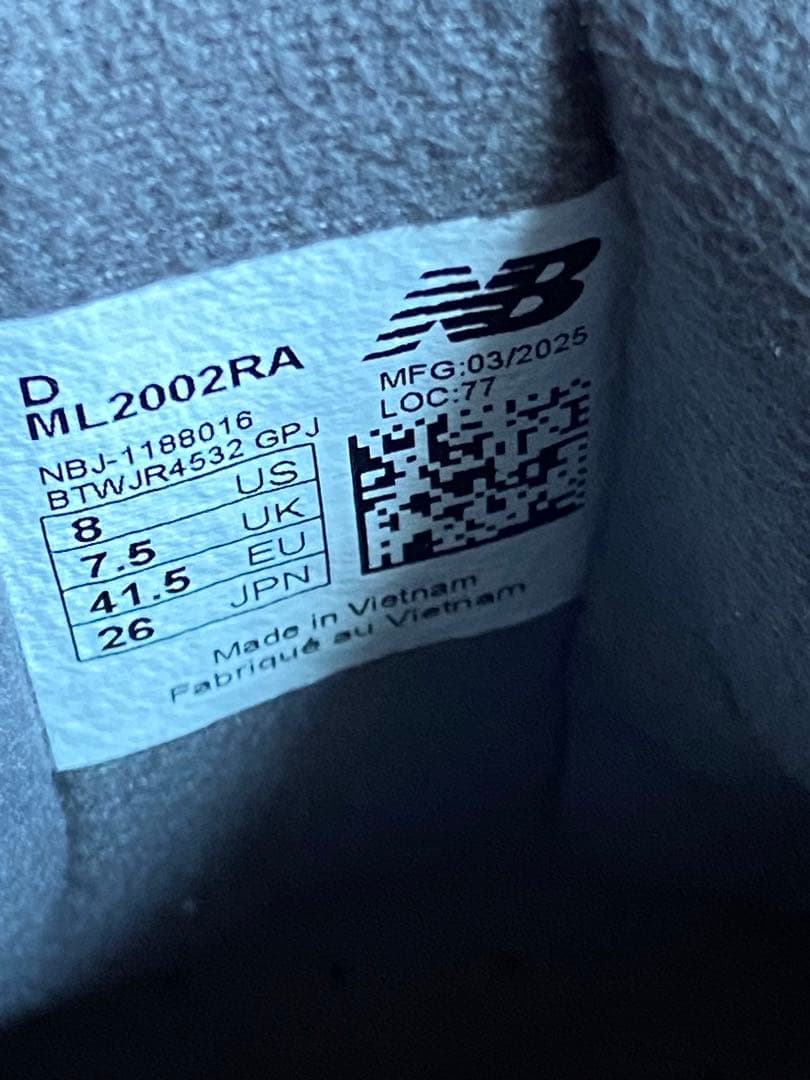 D
ML2002RA
NBJ-1188016
BTWJR4532 GPJ
8 US
7.5 UK
41.5 EU
26 JPN
NB
MFG:03/2025
LOC:77
Made in Vietnam
Fabriqué au Vietnam